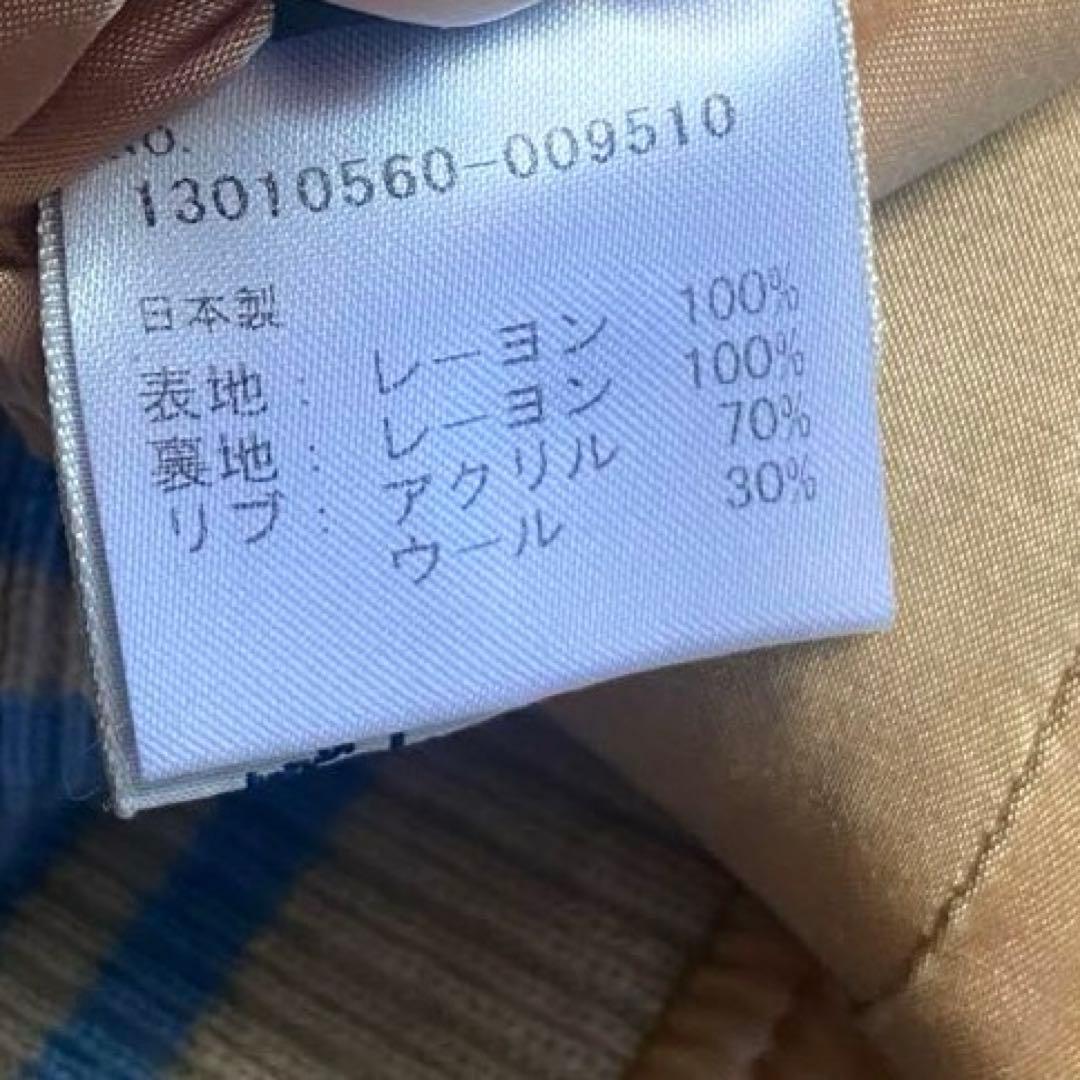 No.
13010560-009510
日本製
表地： レーヨン 100%
裏地： レーヨン 100%
リブ： アクリル 70%
ウール 30%